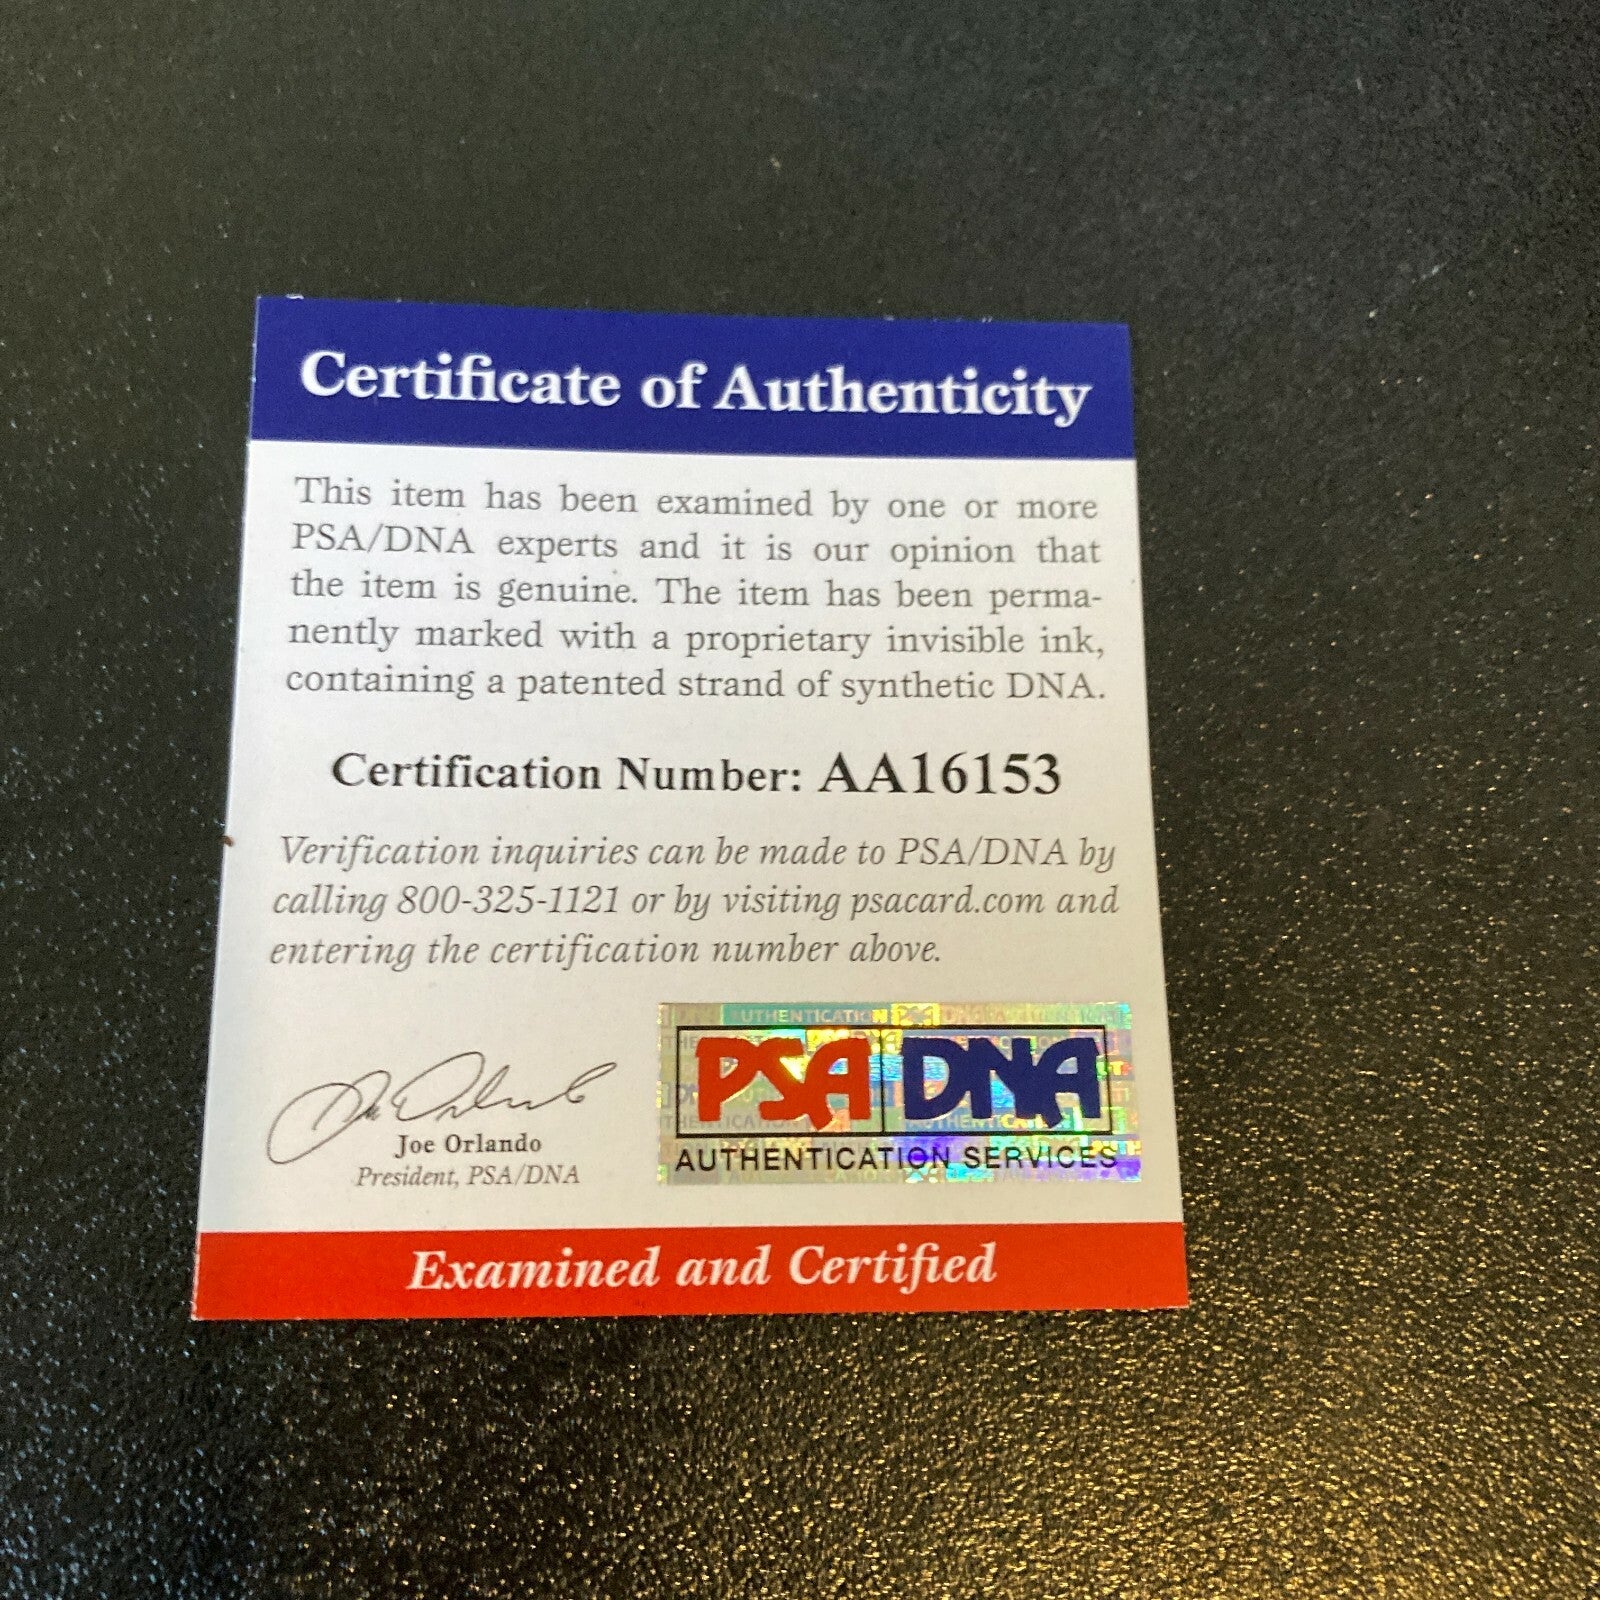 Certificate of Authenticity
This item has been examined by one or more
PSA/DNA experts and it is our opinion that
the item is genuine. The item has been perma-
nently marked with a proprietary invisible ink,
containing a patented strand of synthetic DNA.
Certification Number: AA16153
Verification inquiries can be made to PSA/DNA by
calling 800-325-1121 or by visiting psacard.com and
entering the certification number above.
Joe Orlando
President, PSA/DNA
PSA DNA
AUTHENTICATION SERVICES
Examined and Certified